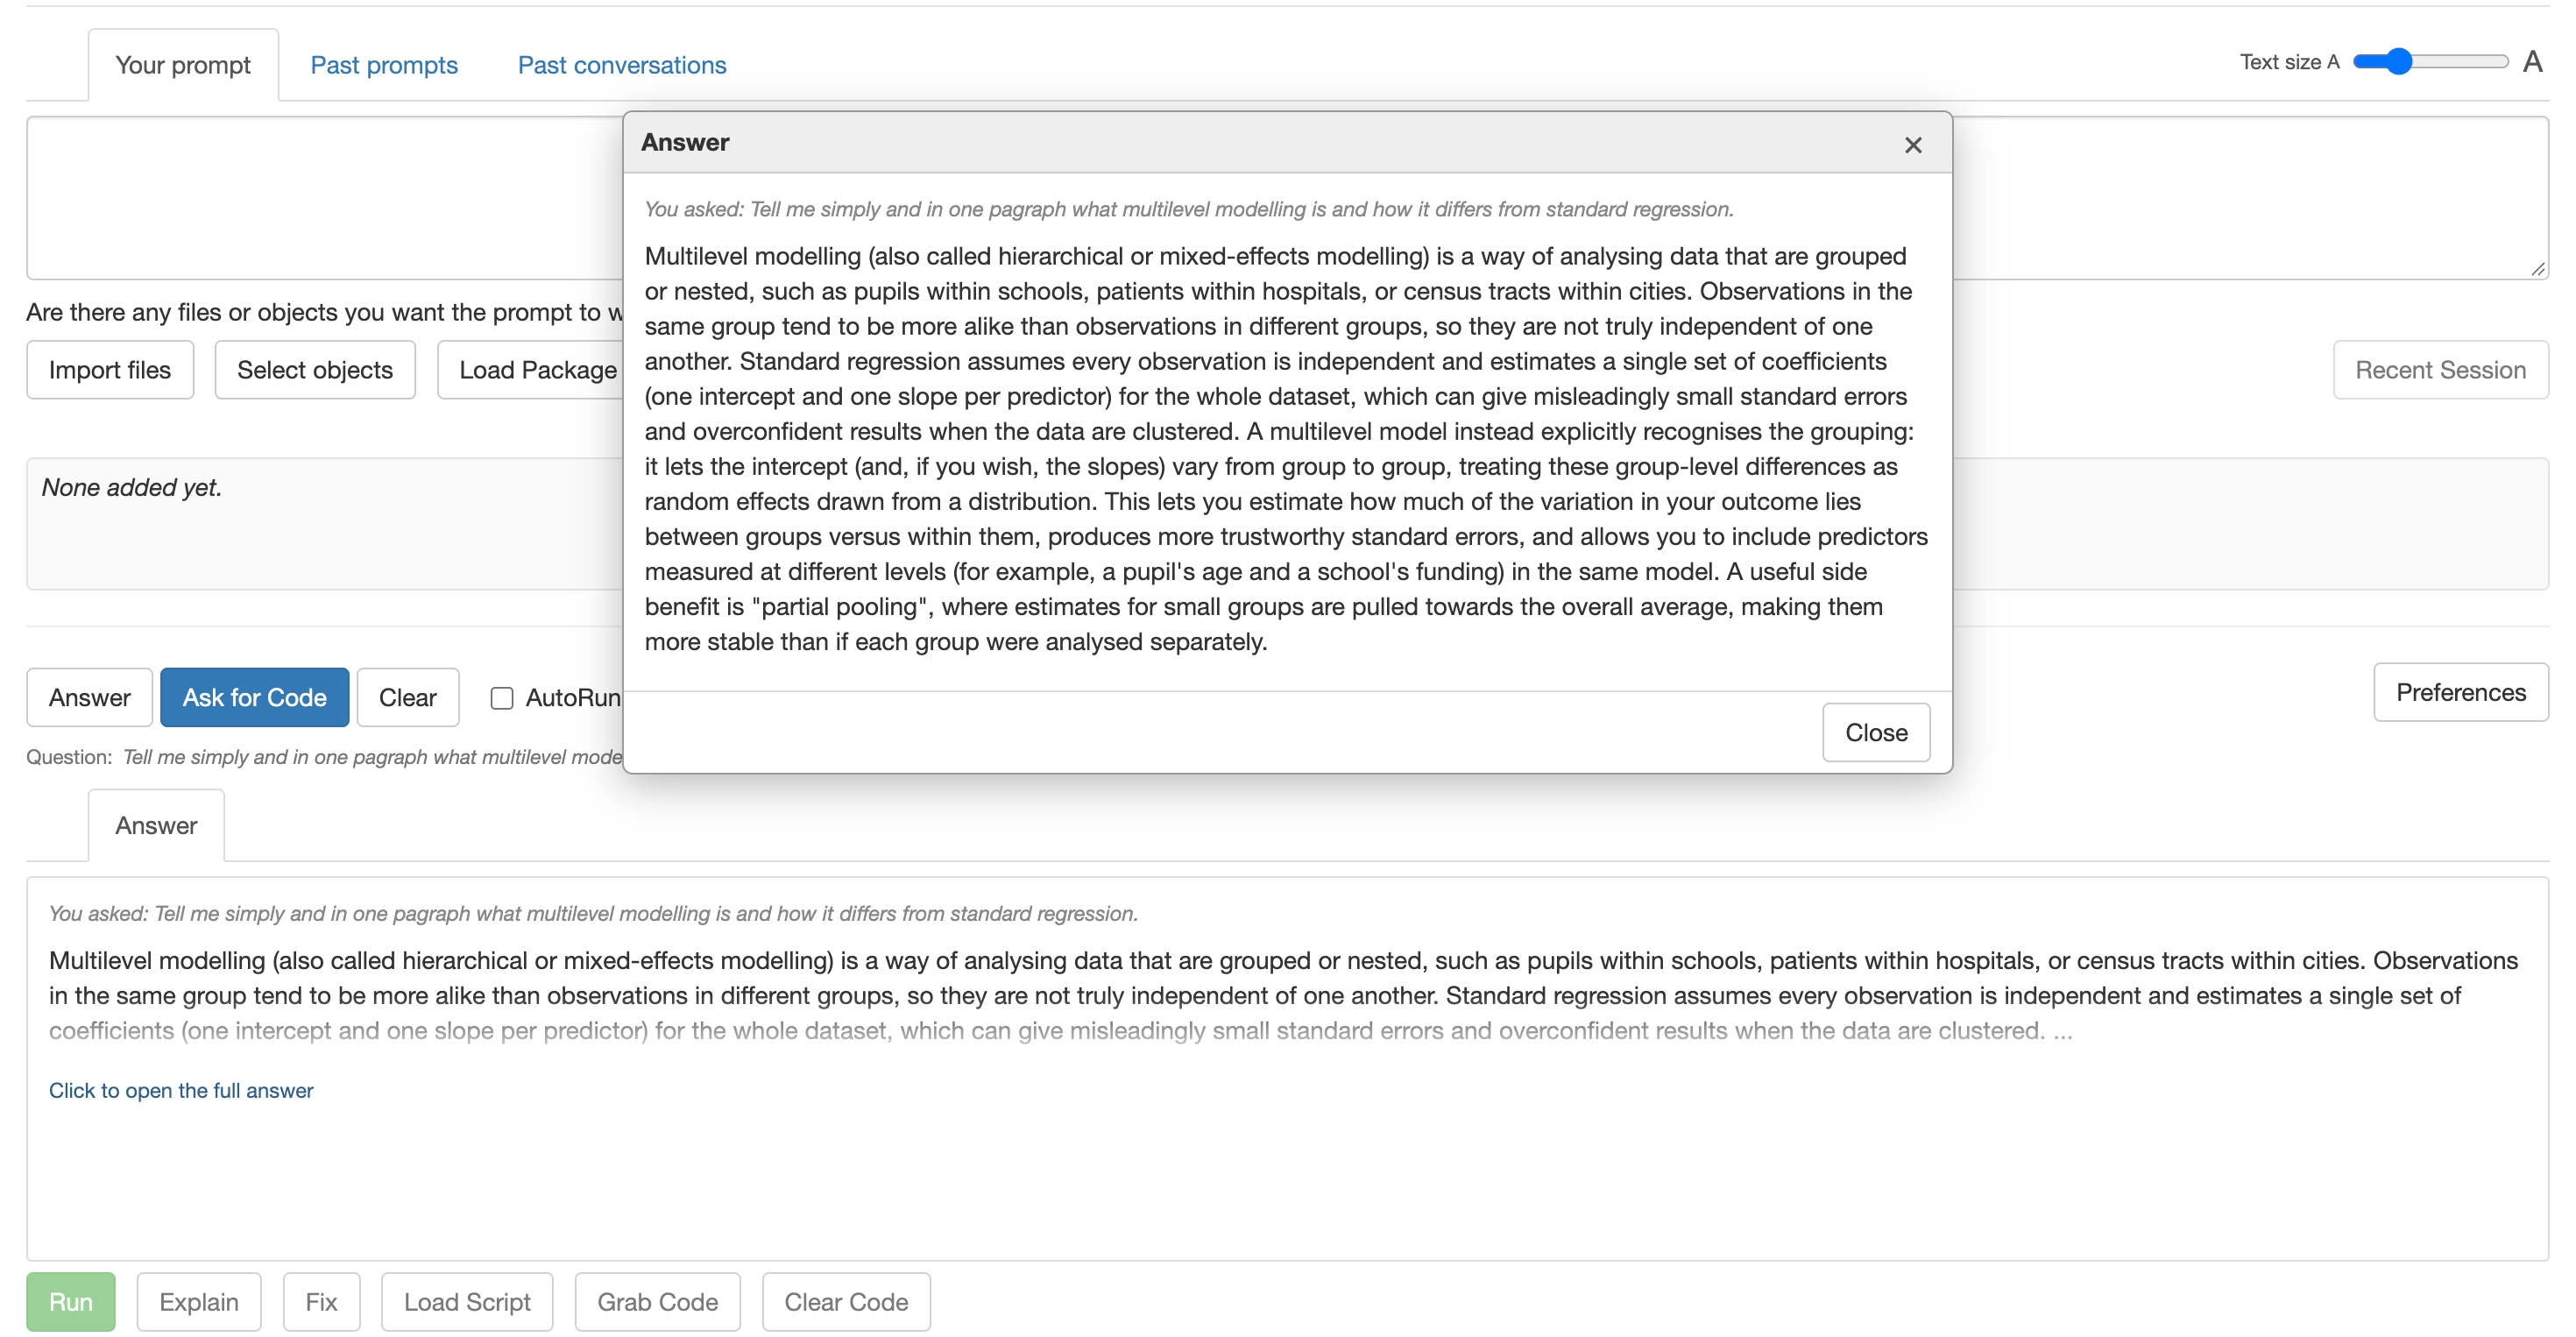 Your prompt
Past prompts
Past conversations
Text size A
A
Answer
×
You asked: Tell me simply and in one pagraph what multilevel modelling is and how it differs from standard regression.
Multilevel modelling (also called hierarchical or mixed-effects modelling) is a way of analysing data that are grouped
or nested, such as pupils within schools, patients within hospitals, or census tracts within cities. Observations in the
same group tend to be more alike than observations in different groups, so they are not truly independent of one
another. Standard regression assumes every observation is independent and estimates a single set of coefficients
(one intercept and one slope per predictor) for the whole dataset, which can give misleadingly small standard errors
and overconfident results when the data are clustered. A multilevel model instead explicitly recognises the grouping:
it lets the intercept (and, if you wish, the slopes) vary from group to group, treating these group-level differences as
random effects drawn from a distribution. This lets you estimate how much of the variation in your outcome lies
between groups versus within them, produces more trustworthy standard errors, and allows you to include predictors
measured at different levels (for example, a pupil's age and a school's funding) in the same model. A useful side
benefit is "partial pooling", where estimates for small groups are pulled towards the overall average, making them
more stable than if each group were analysed separately.
Close
Are there any files or objects you want the prompt to w
Import files
Select objects
Load Package
Recent Session
None added yet.
Answer
Ask for Code
Clear
AutoRun
Preferences
Question: Tell me simply and in one pagraph what multilevel mode
Answer
You asked: Tell me simply and in one pagraph what multilevel modelling is and how it differs from standard regression.
Multilevel modelling (also called hierarchical or mixed-effects modelling) is a way of analysing data that are grouped or nested, such as pupils within schools, patients within hospitals, or census tracts within cities. Observations
in the same group tend to be more alike than observations in different groups, so they are not truly independent of one another. Standard regression assumes every observation is independent and estimates a single set of
coefficients (one intercept and one slope per predictor) for the whole dataset, which can give misleadingly small standard errors and overconfident results when the data are clustered. ...
Click to open the full answer
Run
Explain
Fix
Load Script
Grab Code
Clear Code